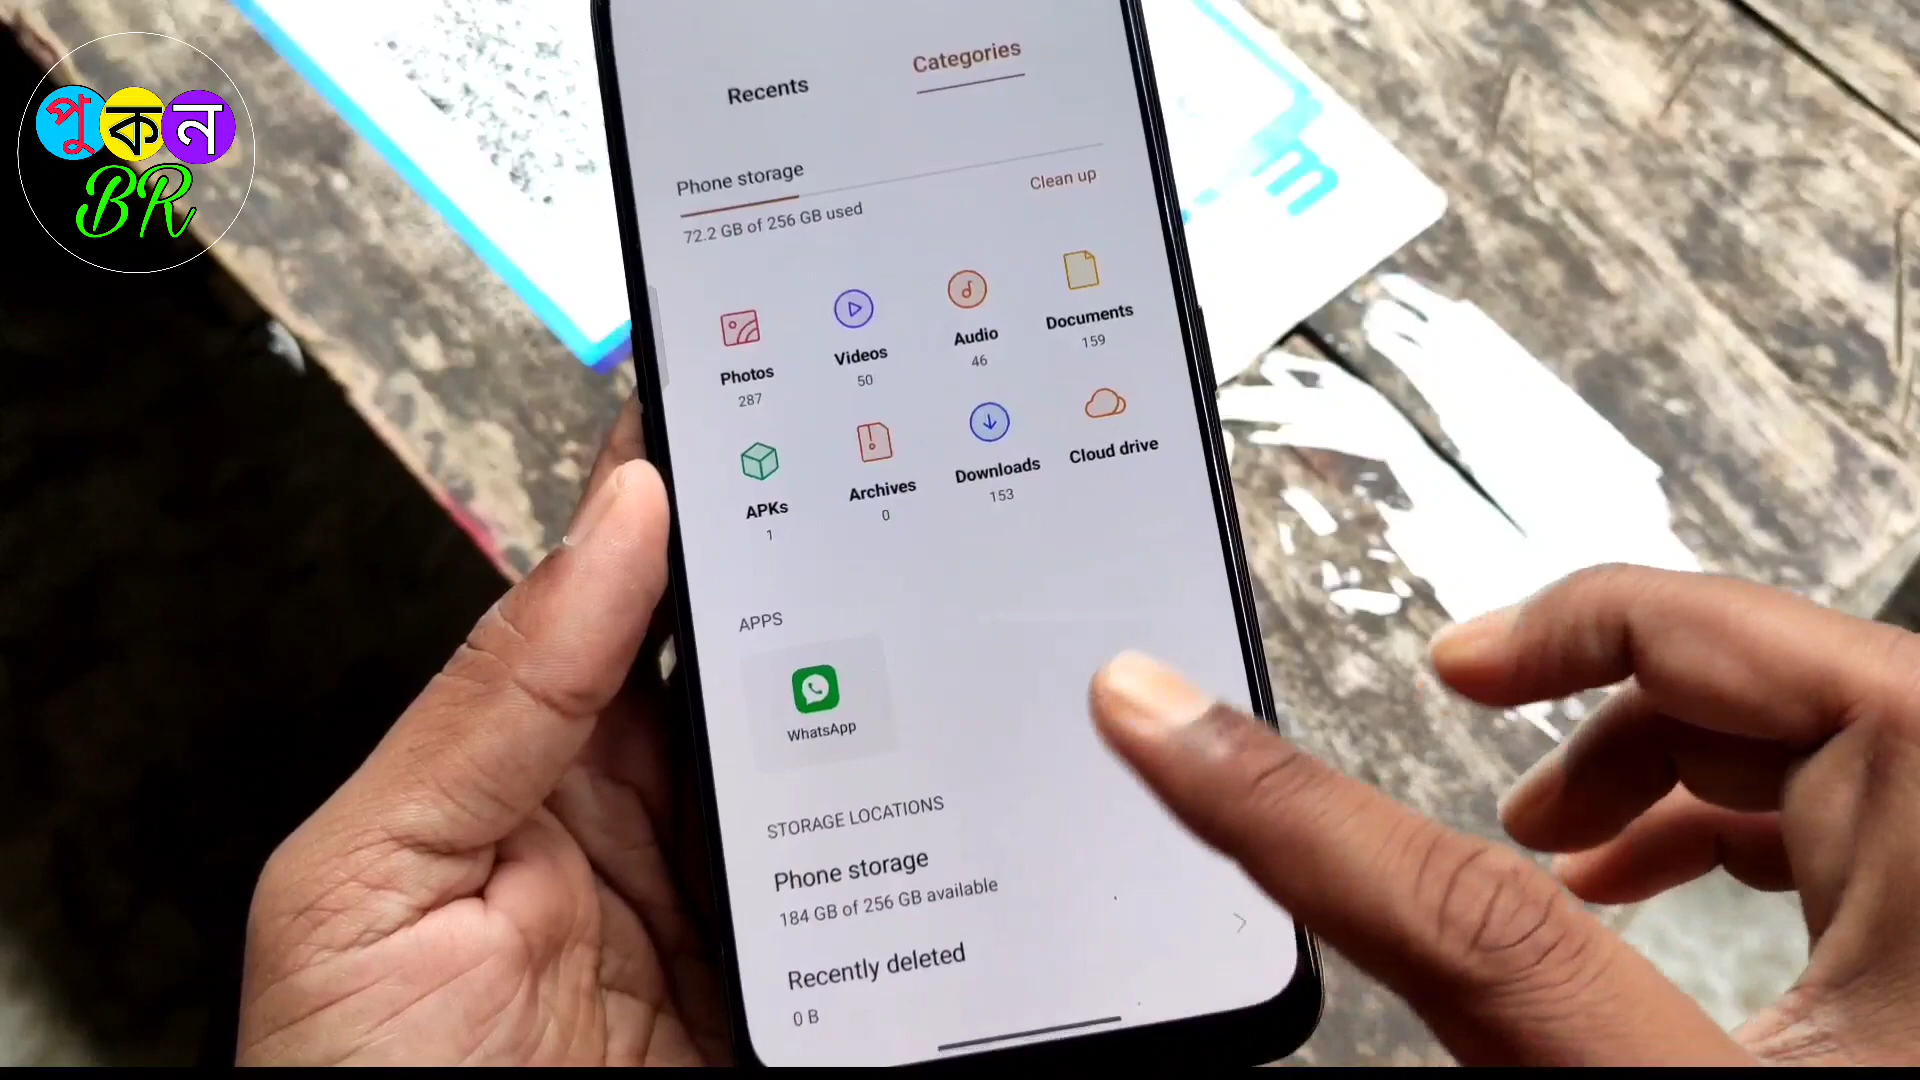 পুকন
BR
Recents
Categories
Phone storage
Clean up
72.2 GB of 256 GB used
Photos
287
Videos
50
Audio
46
Documents
159
APKs
1
Archives
0
Downloads
153
Cloud drive
APPS
WhatsApp
STORAGE LOCATIONS
Phone storage
184 GB of 256 GB available
Recently deleted
0 B
m